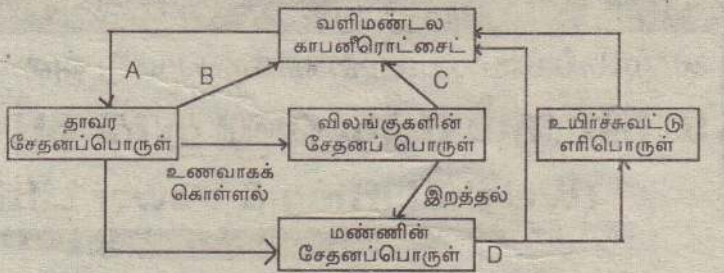 வளிமண்டல
காபனீரொட்சைட்
A
B
C
தாவர
சேதனப்பொருள்
விலங்குகளின்
சேதனப் பொருள்
உயிர்ச்சுவட்டு
எரிபொருள்
உணவாகக்
கொள்ளல்
இறத்தல்
மண்ணின்
சேதனப்பொருள்
D